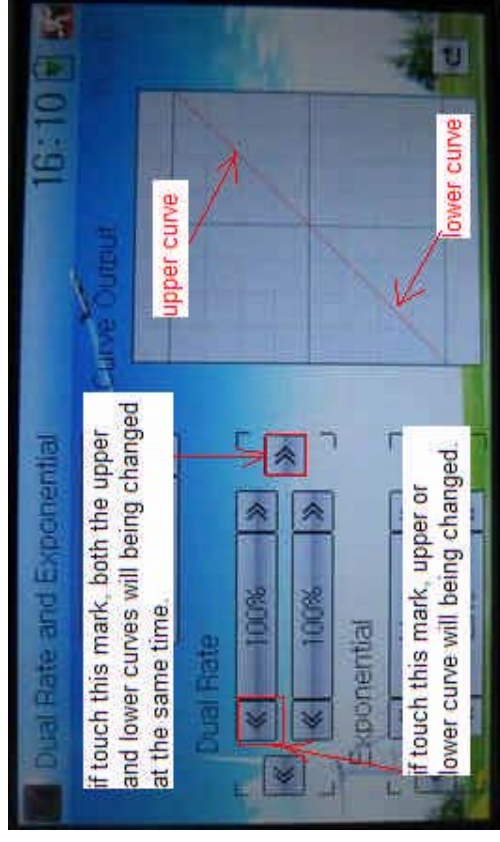 Dual Rate and Exponential
16:10
if touch this mark, both the upper
and lower curves will being changed
at the same time.
Curve Output
upper curve
Dual Rate
100%
100%
Exponential
if touch this mark, upper or
lower curve will being changed.
lower curve